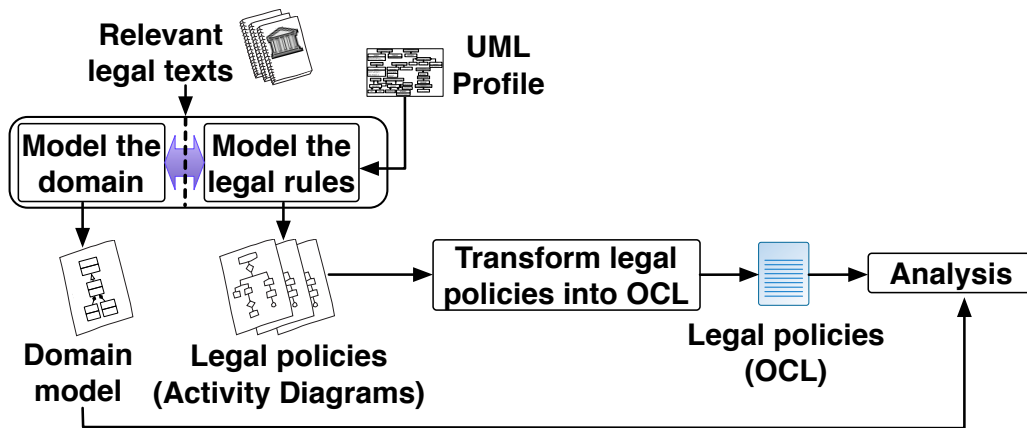 Relevant
legal texts
UML
Profile
Model the
domain
Model the
legal rules
Transform legal
policies into OCL
Analysis
Domain
model
Legal policies
(Activity Diagrams)
Legal policies
(OCL)